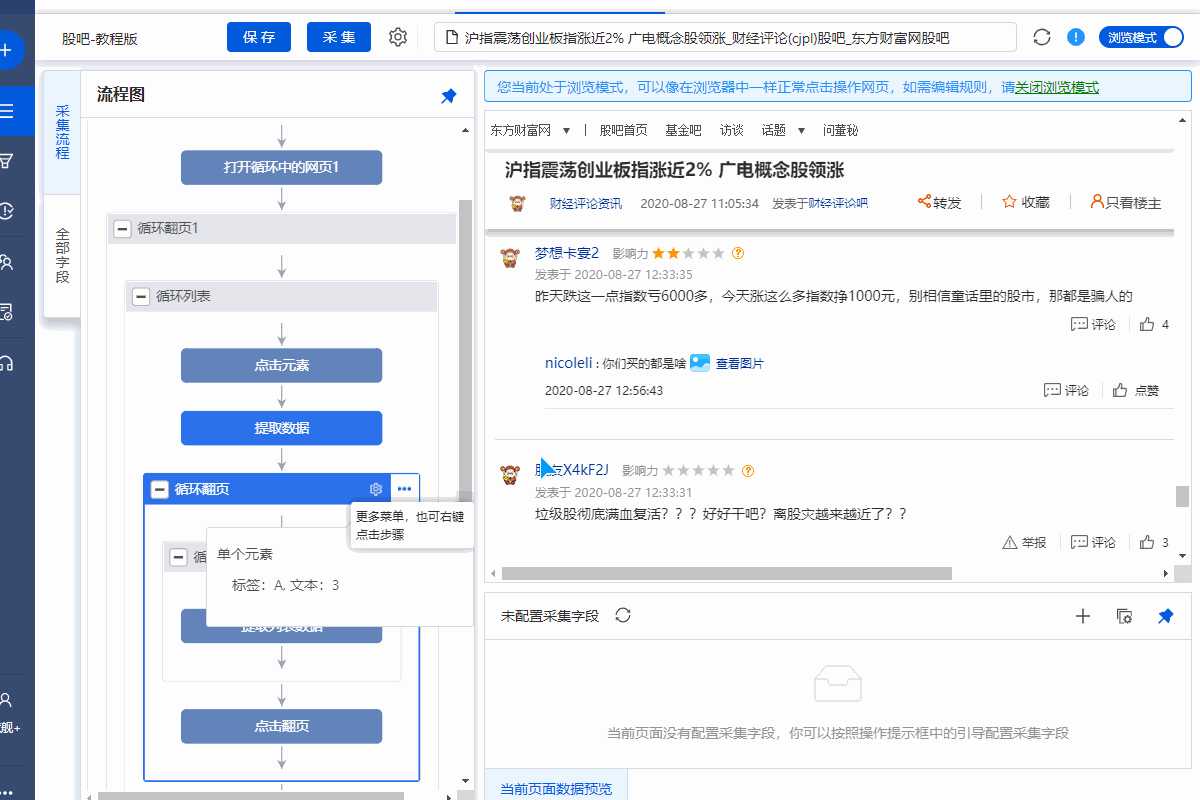 股吧-教程版
保 存
采 集
沪指震荡创业板指涨近2% 广电概念股领涨_财经评论(cjpl)股吧_东方财富网股吧
浏览模式
采集流程
全部字段
流程图
打开循环中的网页1
循环翻页1
循环列表
点击元素
提取数据
循环翻页
更多菜单，也可右键
点击步骤
循
单个元素
标签：A, 文本：3
提取列表数据
点击翻页
您当前处于浏览模式，可以像在浏览器中一样正常点击操作网页，如需编辑规则，请关闭浏览模式
东方财富网 ▼ | 股吧首页 基金吧 访谈 话题 ▼ 问董秘
沪指震荡创业板指涨近2% 广电概念股领涨
财经评论资讯 2020-08-27 11:05:34 发表于财经评论吧
转发 收藏 只看楼主
梦想卡宴2 影响力
发表于 2020-08-27 12:33:35
昨天跌这一点指数亏6000多，今天涨这么多指数挣1000元，别相信童话里的股市，那都是骗人的
评论 4
nicoleli : 你们买的都是啥 查看图片
2020-08-27 12:56:43
评论 点赞
股友X4kF2J 影响力
发表于 2020-08-27 12:33:31
垃圾股彻底满血复活？？？好好干吧？离股灾越来越近了？？
举报 评论 3
未配置采集字段
当前页面没有配置采集字段，你可以按照操作提示框中的引导配置采集字段
当前页面数据预览